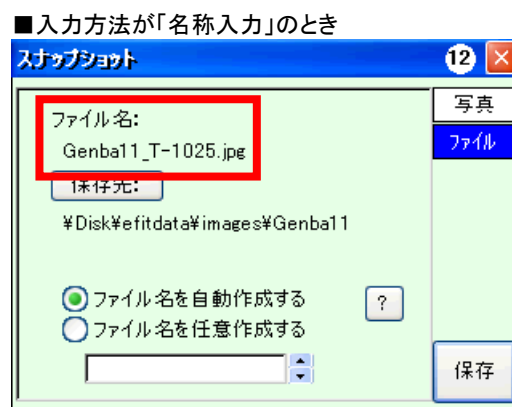 ■入力方法が「名称入力」のとき
スナップショット
12
写真
ファイル名:
ファイル
Genba11_T-1025.jpg
保存先:
¥Disk¥efitdata¥images¥Genba11
ファイル名を自動作成する
?
ファイル名を任意作成する
保存